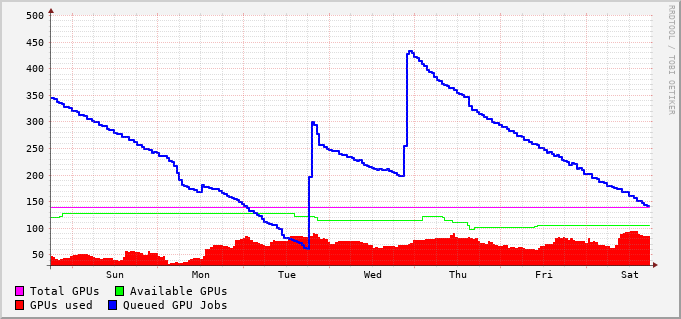 500
450
400
350
300
250
200
150
100
50
Sun Mon Tue Wed Thu Fri Sat
RRDTOOL / TOBI OETIKER
Total GPUs Available GPUs
GPUs used Queued GPU Jobs